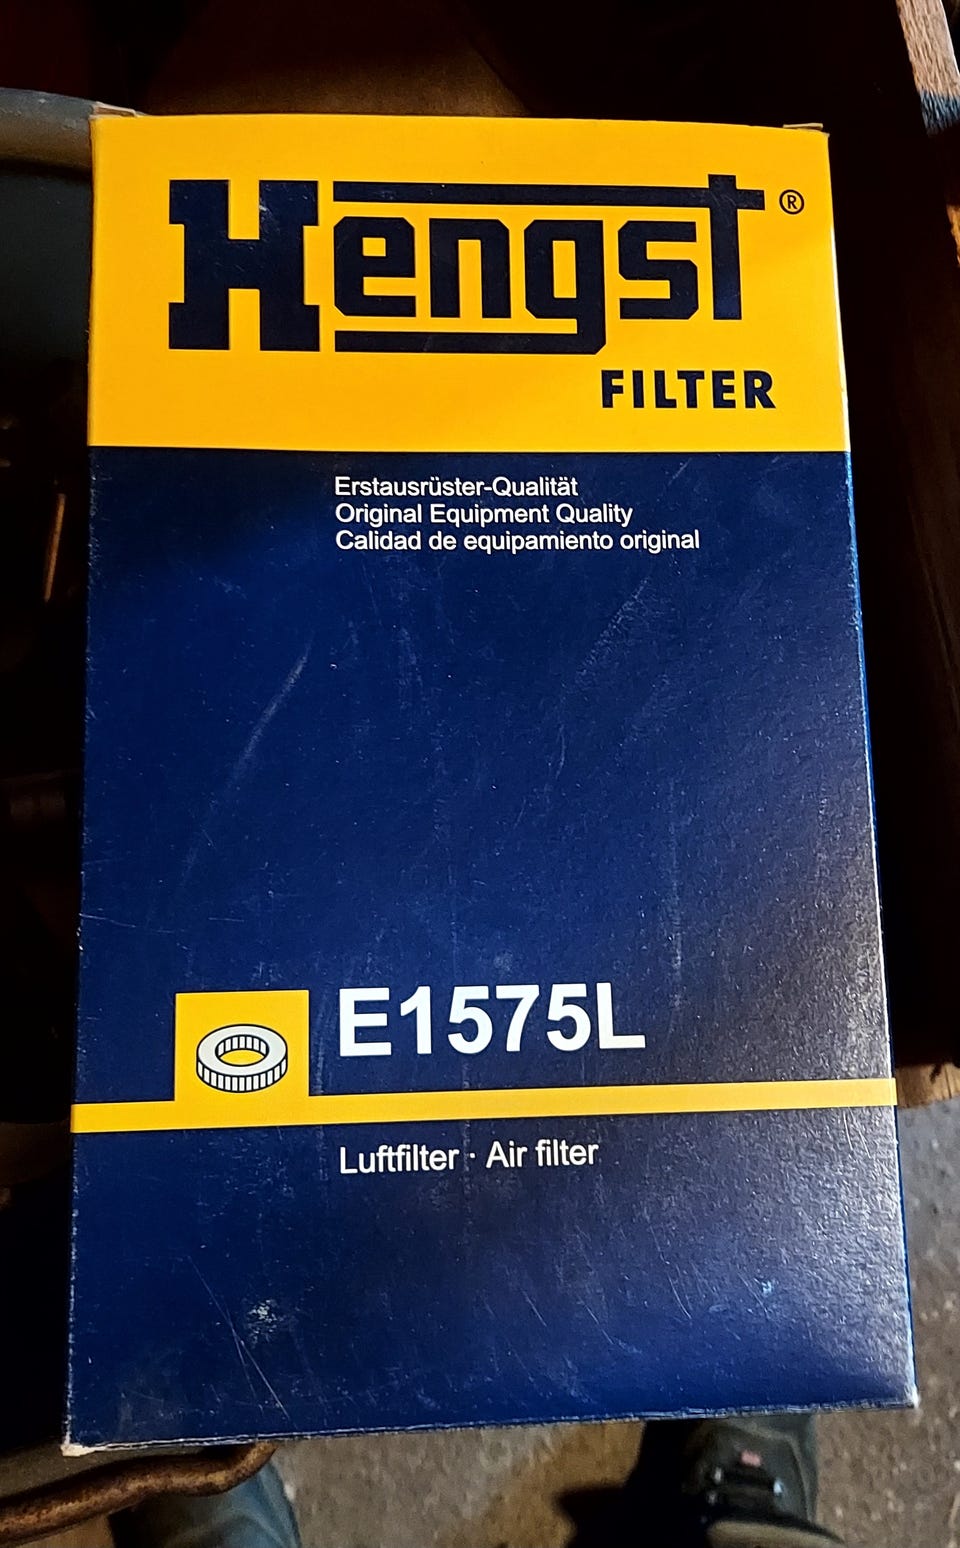 Hengst®
FILTER
Erstausrüster-Qualität
Original Equipment Quality
Calidad de equipamiento original
E1575L
Luftfilter · Air filter